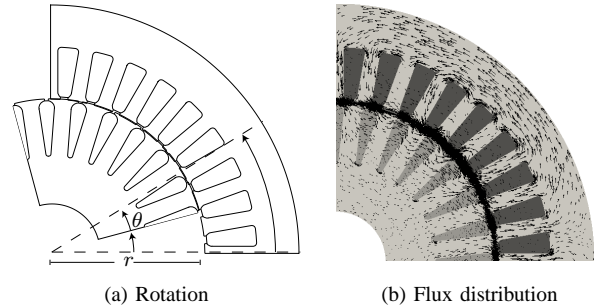 θ
r
(a) Rotation
(b) Flux distribution